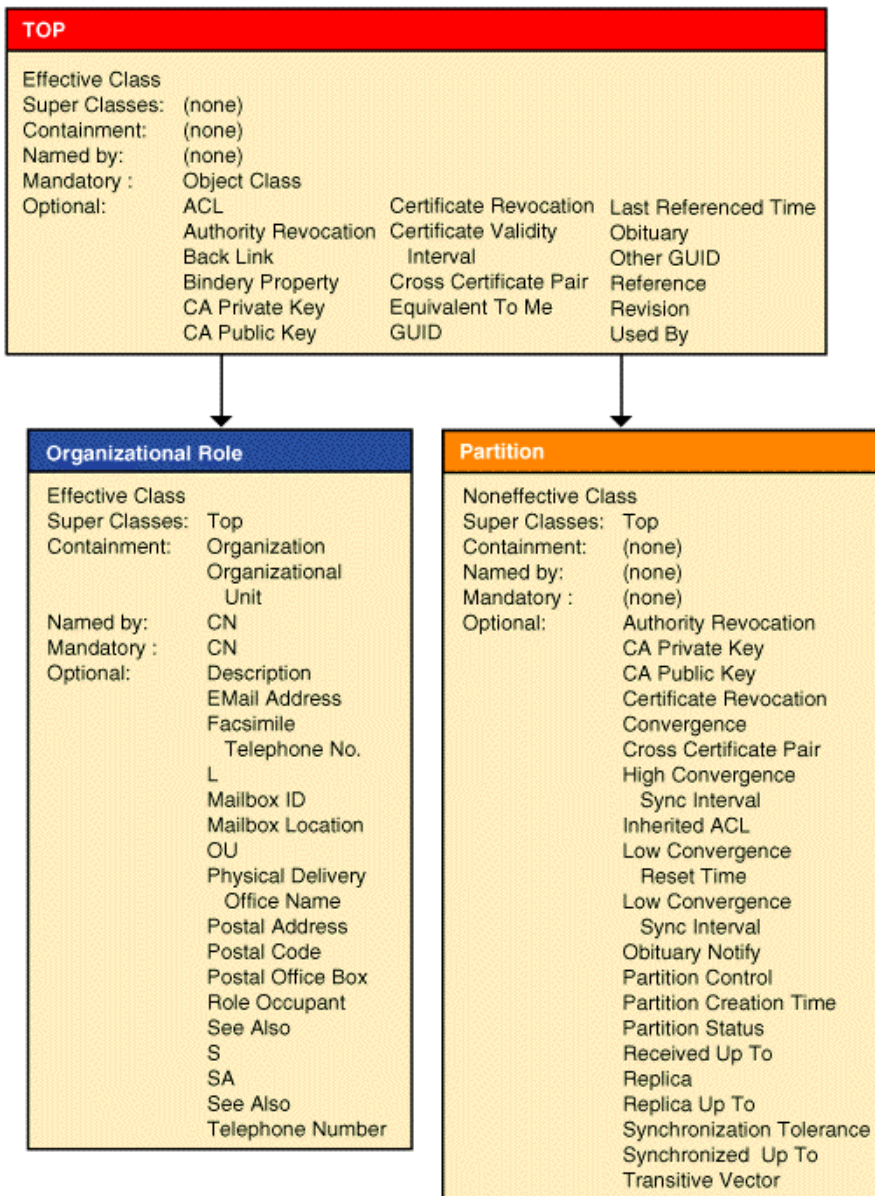 TOP
Effective Class
Super Classes: (none)
Containment: (none)
Named by: (none)
Mandatory : Object Class
Optional: ACL
Authority Revocation
Back Link
Bindery Property
CA Private Key
CA Public Key
Certificate Revocation
Certificate Validity
Interval
Cross Certificate Pair
Equivalent To Me
GUID
Last Referenced Time
Obituary
Other GUID
Reference
Revision
Used By
Organizational Role
Effective Class
Super Classes: Top
Containment: Organization
Organizational
Unit
Named by: CN
Mandatory : CN
Optional: Description
EMail Address
Facsimile
Telephone No.
L
Mailbox ID
Mailbox Location
OU
Physical Delivery
Office Name
Postal Address
Postal Code
Postal Office Box
Role Occupant
See Also
S
SA
See Also
Telephone Number
Partition
Noneffective Class
Super Classes: Top
Containment: (none)
Named by: (none)
Mandatory : (none)
Optional: Authority Revocation
CA Private Key
CA Public Key
Certificate Revocation
Convergence
Cross Certificate Pair
High Convergence
Sync Interval
Inherited ACL
Low Convergence
Reset Time
Low Convergence
Sync Interval
Obituary Notify
Partition Control
Partition Creation Time
Partition Status
Received Up To
Replica
Replica Up To
Synchronization Tolerance
Synchronized Up To
Transitive Vector